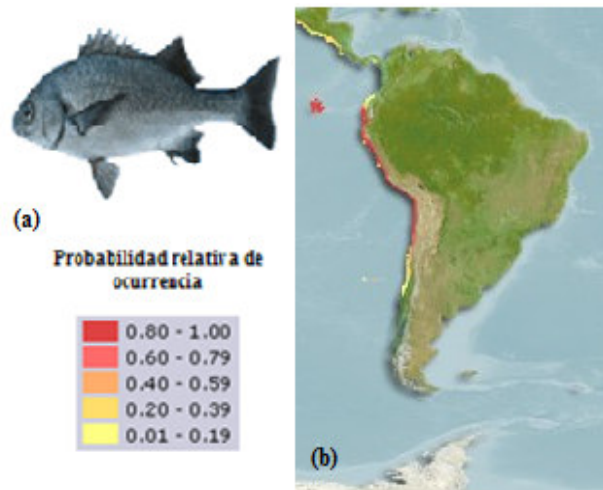 (a)
Probabilidad relativa de
ocurrencia
0.80 - 1.00
0.60 - 0.79
0.40 - 0.59
0.20 - 0.39
0.01 - 0.19
(b)